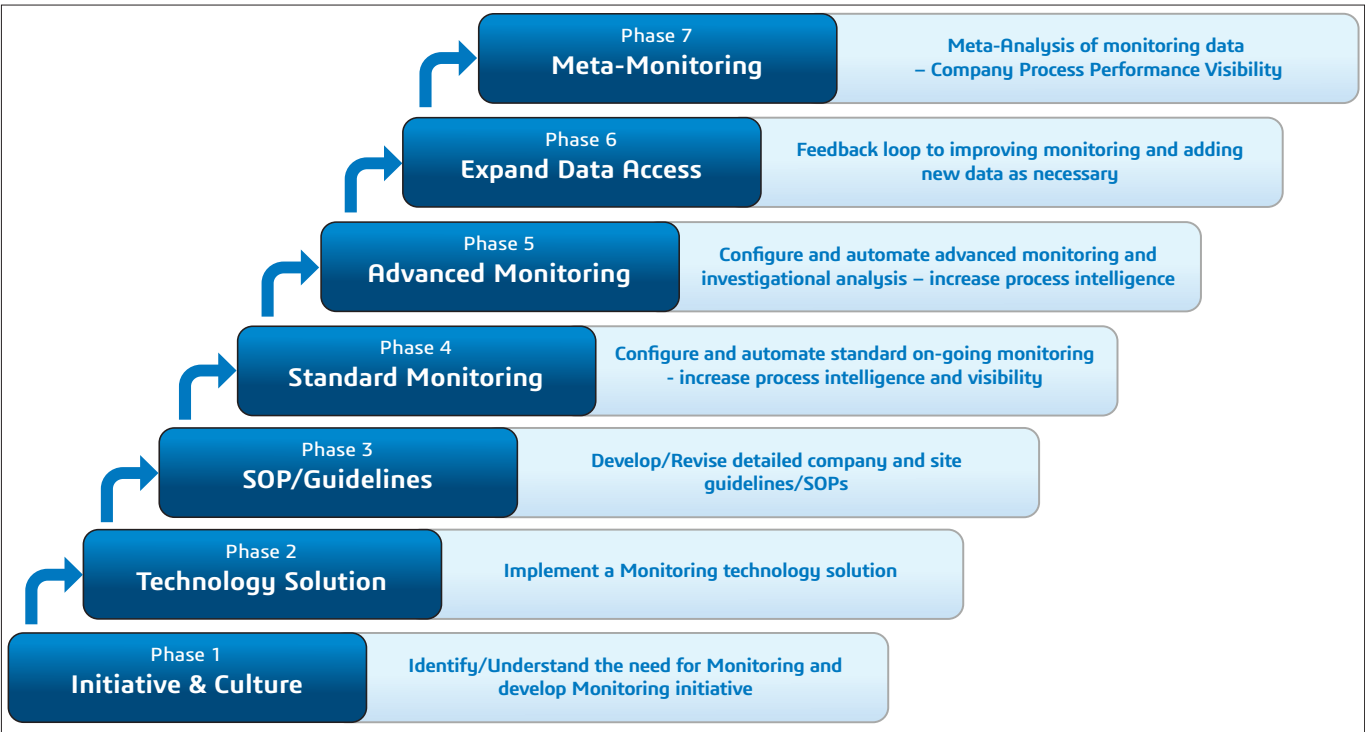 Phase 7
Meta-Monitoring
Meta-Analysis of monitoring data
– Company Process Performance Visibility
Phase 6
Expand Data Access
Feedback loop to improving monitoring and adding
new data as necessary
Phase 5
Advanced Monitoring
Configure and automate advanced monitoring and
investigational analysis – increase process intelligence
Phase 4
Standard Monitoring
Configure and automate standard on-going monitoring
- increase process intelligence and visibility
Phase 3
SOP/Guidelines
Develop/Revise detailed company and site
guidelines/SOPs
Phase 2
Technology Solution
Implement a Monitoring technology solution
Phase 1
Initiative & Culture
Identify/Understand the need for Monitoring and
develop Monitoring initiative